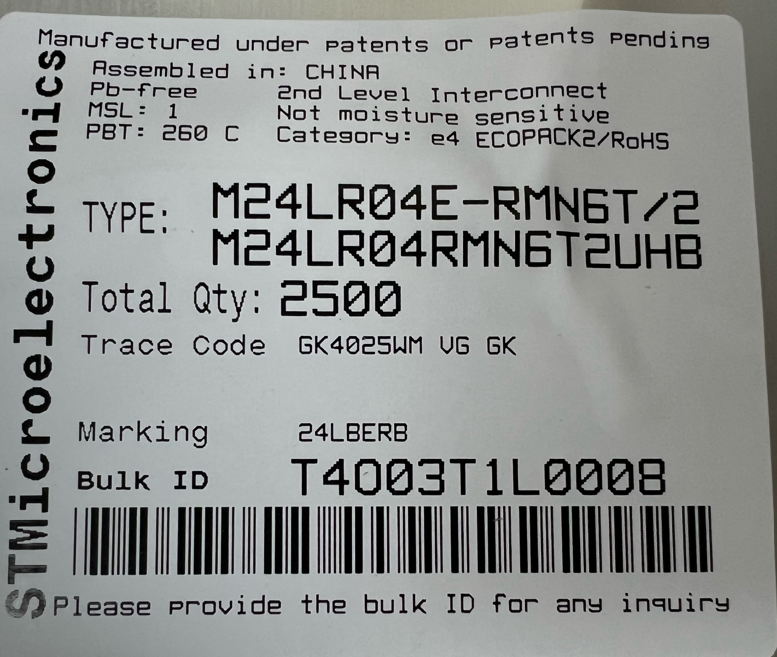 Manufactured under patents or patents pending
STMicroelectronics
Assembled in: CHINA
Pb-free 2nd Level Interconnect
MSL: 1 Not moisture sensitive
PBT: 260 C Category: e4 ECOPACK2/RoHS
TYPE: M24LR04E-RMN6T/2
M24LR04RMN6T2UHB
Total Qty: 2500
Trace Code GK4025WM VG GK
Marking 24LBERB
Bulk ID T4003T1L0008
Please provide the bulk ID for any inquiry